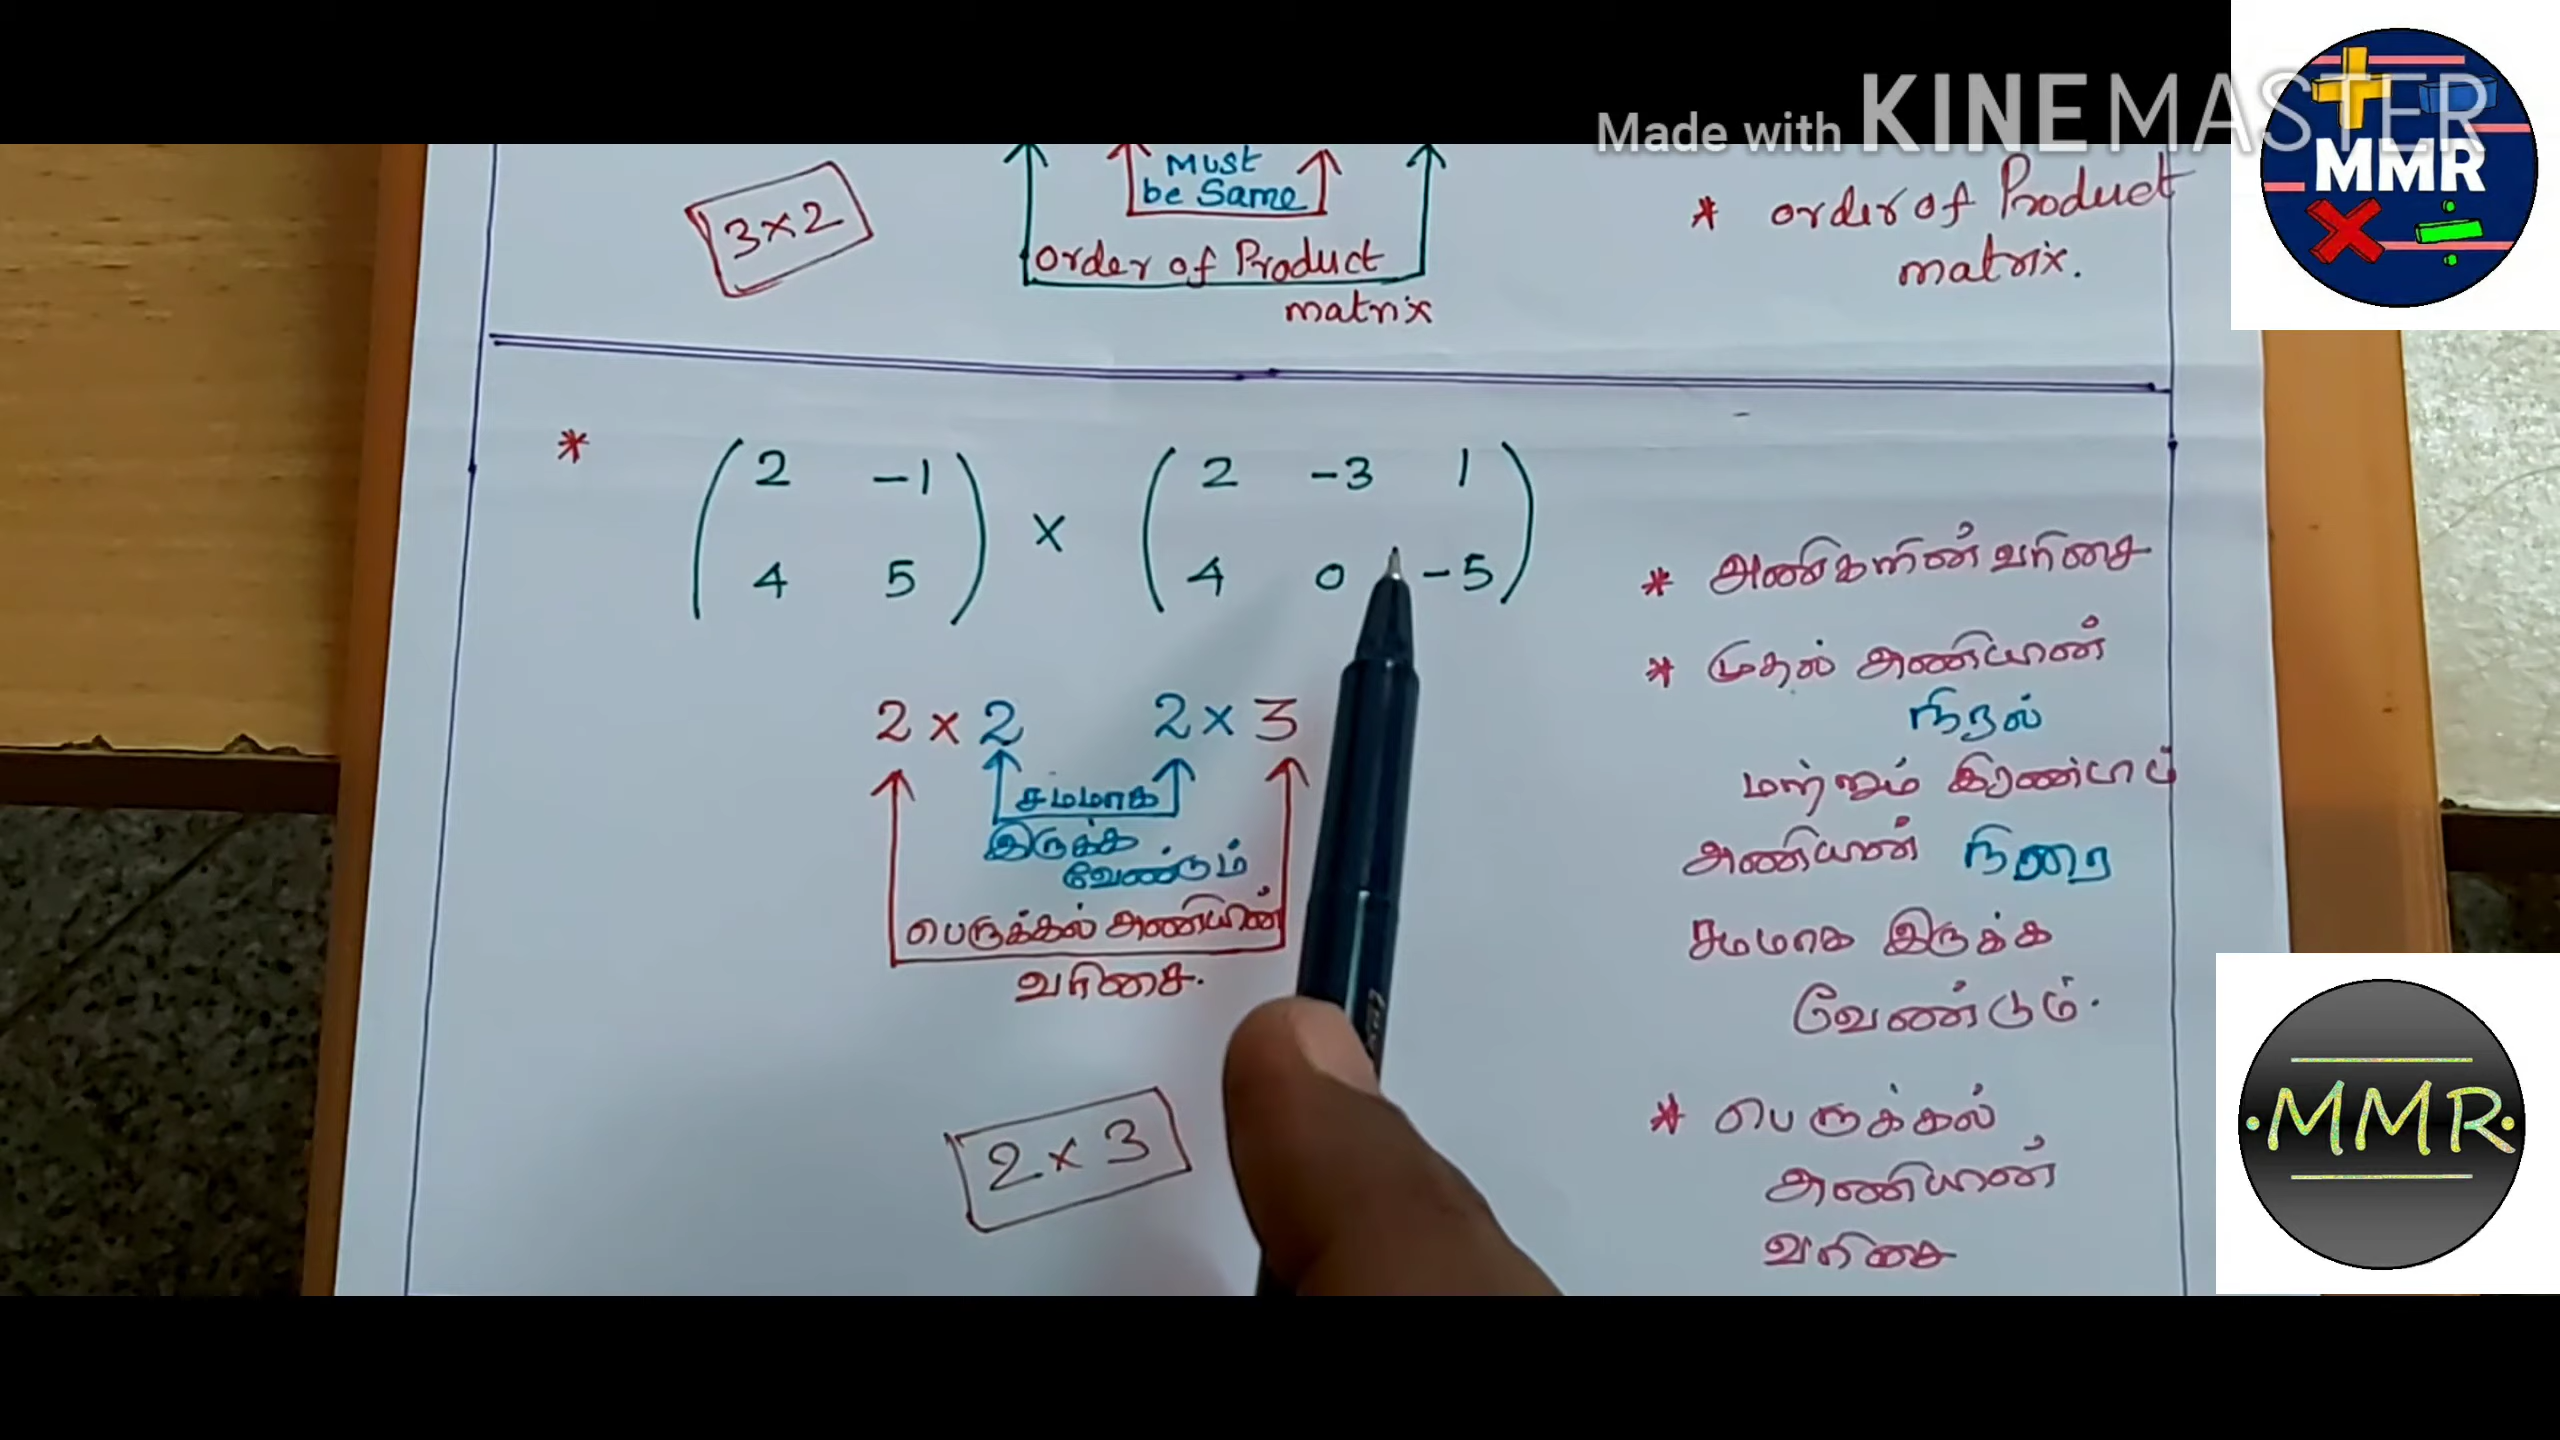 Made with KINEMASTER
MMR
Must
be Same
3×2
order of Product
matrix
* order of Product
matrix.
* ( 2 -1 ) × ( 2 -3 1 )
( 4 5 ) ( 4 0 -5 )
2 × 2 2 × 3
சமமாக
இருக்க
வேண்டும்
பெருக்கல் அணியின்
வரிசை.
2 × 3
* அணிகளின் வரிசை
* முதல் அணியின்
நிரல்
மற்றும் இரண்டாம்
அணியின் நிரை
சமமாக இருக்க
வேண்டும்.
* பெருக்கல்
அணியின்
வரிசை
·MMR·